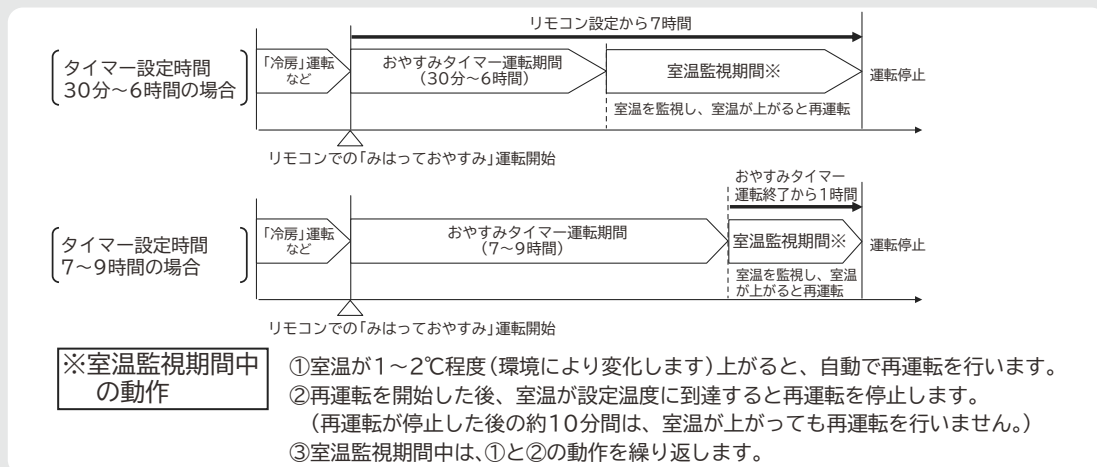 リモコン設定から7時間
タイマー設定時間
30分～6時間の場合
「冷房」運転
など
おやすみタイマー運転期間
（30分～6時間）
室温監視期間※
運転停止
室温を監視し、室温が上がると再運転
リモコンでの「みはっておやすみ」運転開始
おやすみタイマー
運転終了から1時間
タイマー設定時間
7～9時間の場合
「冷房」運転
など
おやすみタイマー運転期間
（7～9時間）
室温監視期間※
運転停止
室温を監視し、室温
が上がると再運転
リモコンでの「みはっておやすみ」運転開始
※室温監視期間中
の動作
①室温が1～2℃程度（環境により変化します）上がると、自動で再運転を行います。
②再運転を開始した後、室温が設定温度に到達すると再運転を停止します。
（再運転が停止した後の約10分間は、室温が上がっても再運転を行いません。）
③室温監視期間中は、①と②の動作を繰り返します。